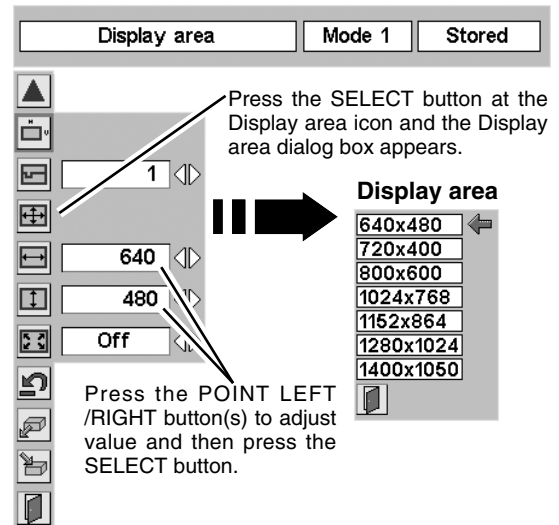 Display area Mode 1 Stored
Press the SELECT button at the
Display area icon and the Display
area dialog box appears.
H
V
1
Display area
640x480
720x400
800x600
1024x768
1152x864
1280x1024
1400x1050
640
480
Off
Press the POINT LEFT
/RIGHT button(s) to adjust
value and then press the
SELECT button.